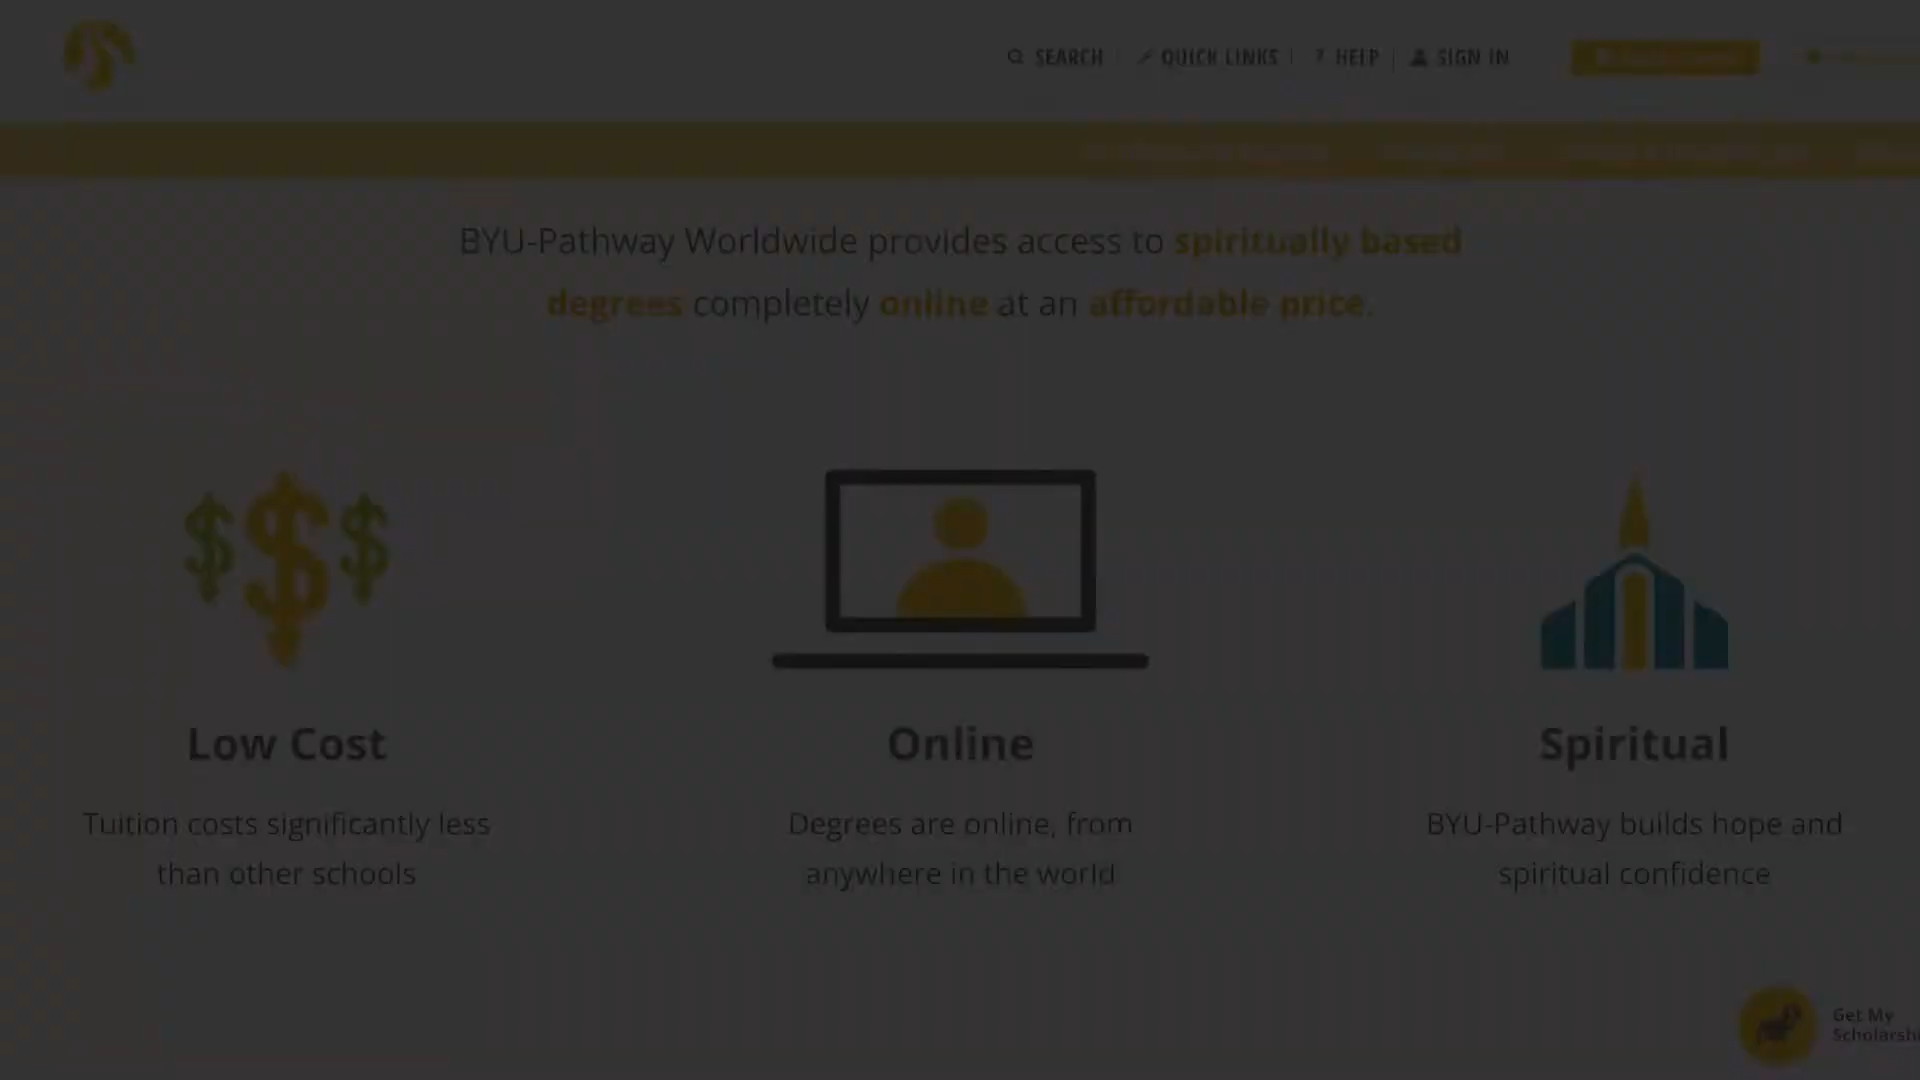 SEARCH
QUICK LINKS
? HELP
SIGN IN
BYU-Pathway Worldwide provides access to spiritually based
degrees completely online at an affordable price.
Low Cost
Tuition costs significantly less
than other schools
Online
Degrees are online, from
anywhere in the world
Spiritual
BYU-Pathway builds hope and
spiritual confidence
Get My